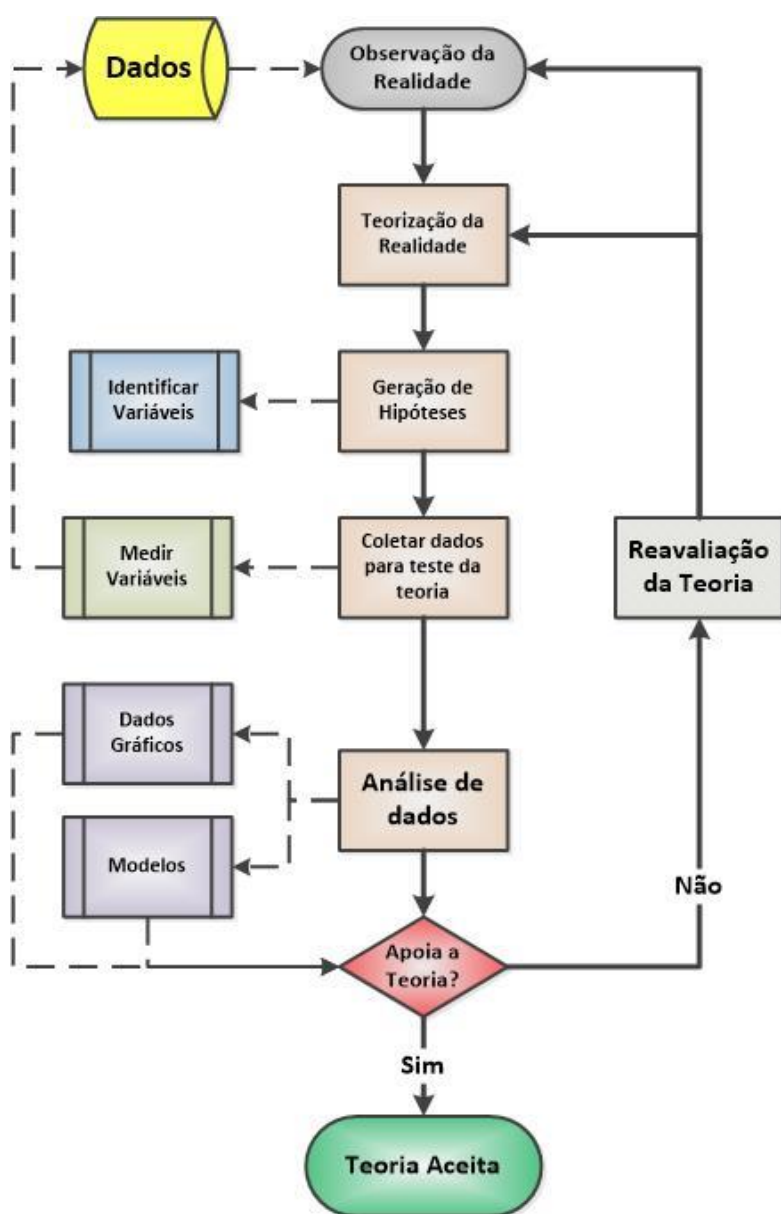 Dados
Observação da
Realidade
Teorização da
Realidade
Identificar
Variáveis
Geração de
Hipóteses
Medir
Variáveis
Coletar dados
para teste da
teoria
Reavaliação
da Teoria
Dados
Gráficos
Análise de
dados
Modelos
Não
Apoia a
Teoria?
Sim
Teoria Aceita